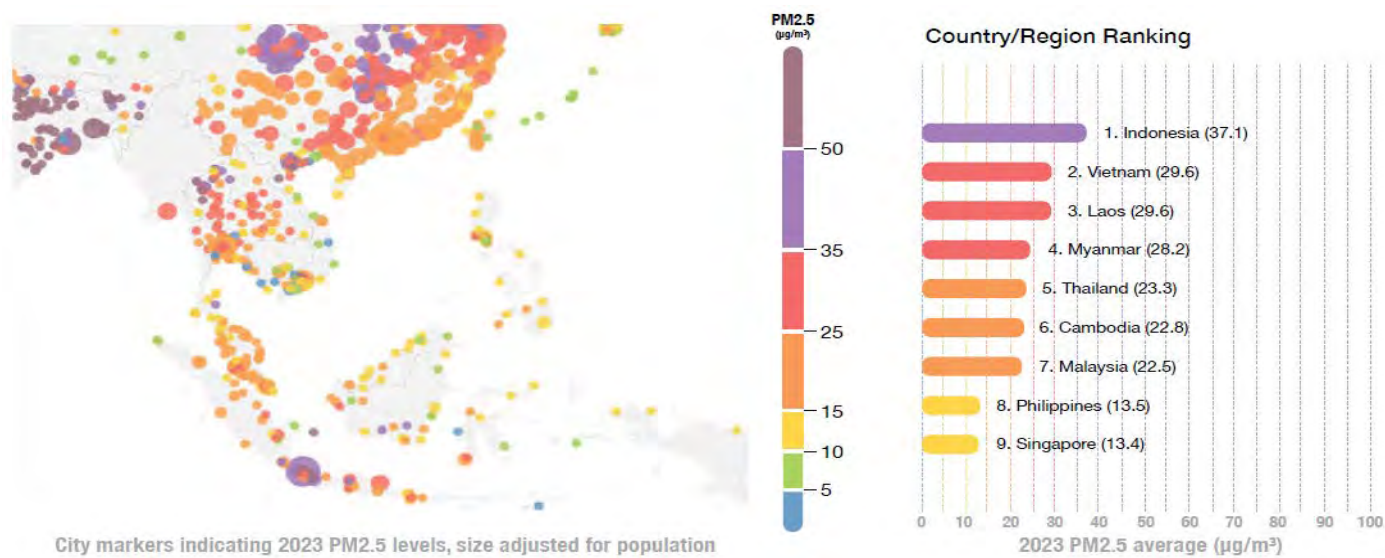 PM2.5
(µg/m³)
50
35
25
15
10
5
City markers indicating 2023 PM2.5 levels, size adjusted for population
Country/Region Ranking
1. Indonesia (37.1)
2. Vietnam (29.6)
3. Laos (29.6)
4. Myanmar (28.2)
5. Thailand (23.3)
6. Cambodia (22.8)
7. Malaysia (22.5)
8. Philippines (13.5)
9. Singapore (13.4)
0 10 20 30 40 50 60 70 80 90 100
2023 PM2.5 average (µg/m³)